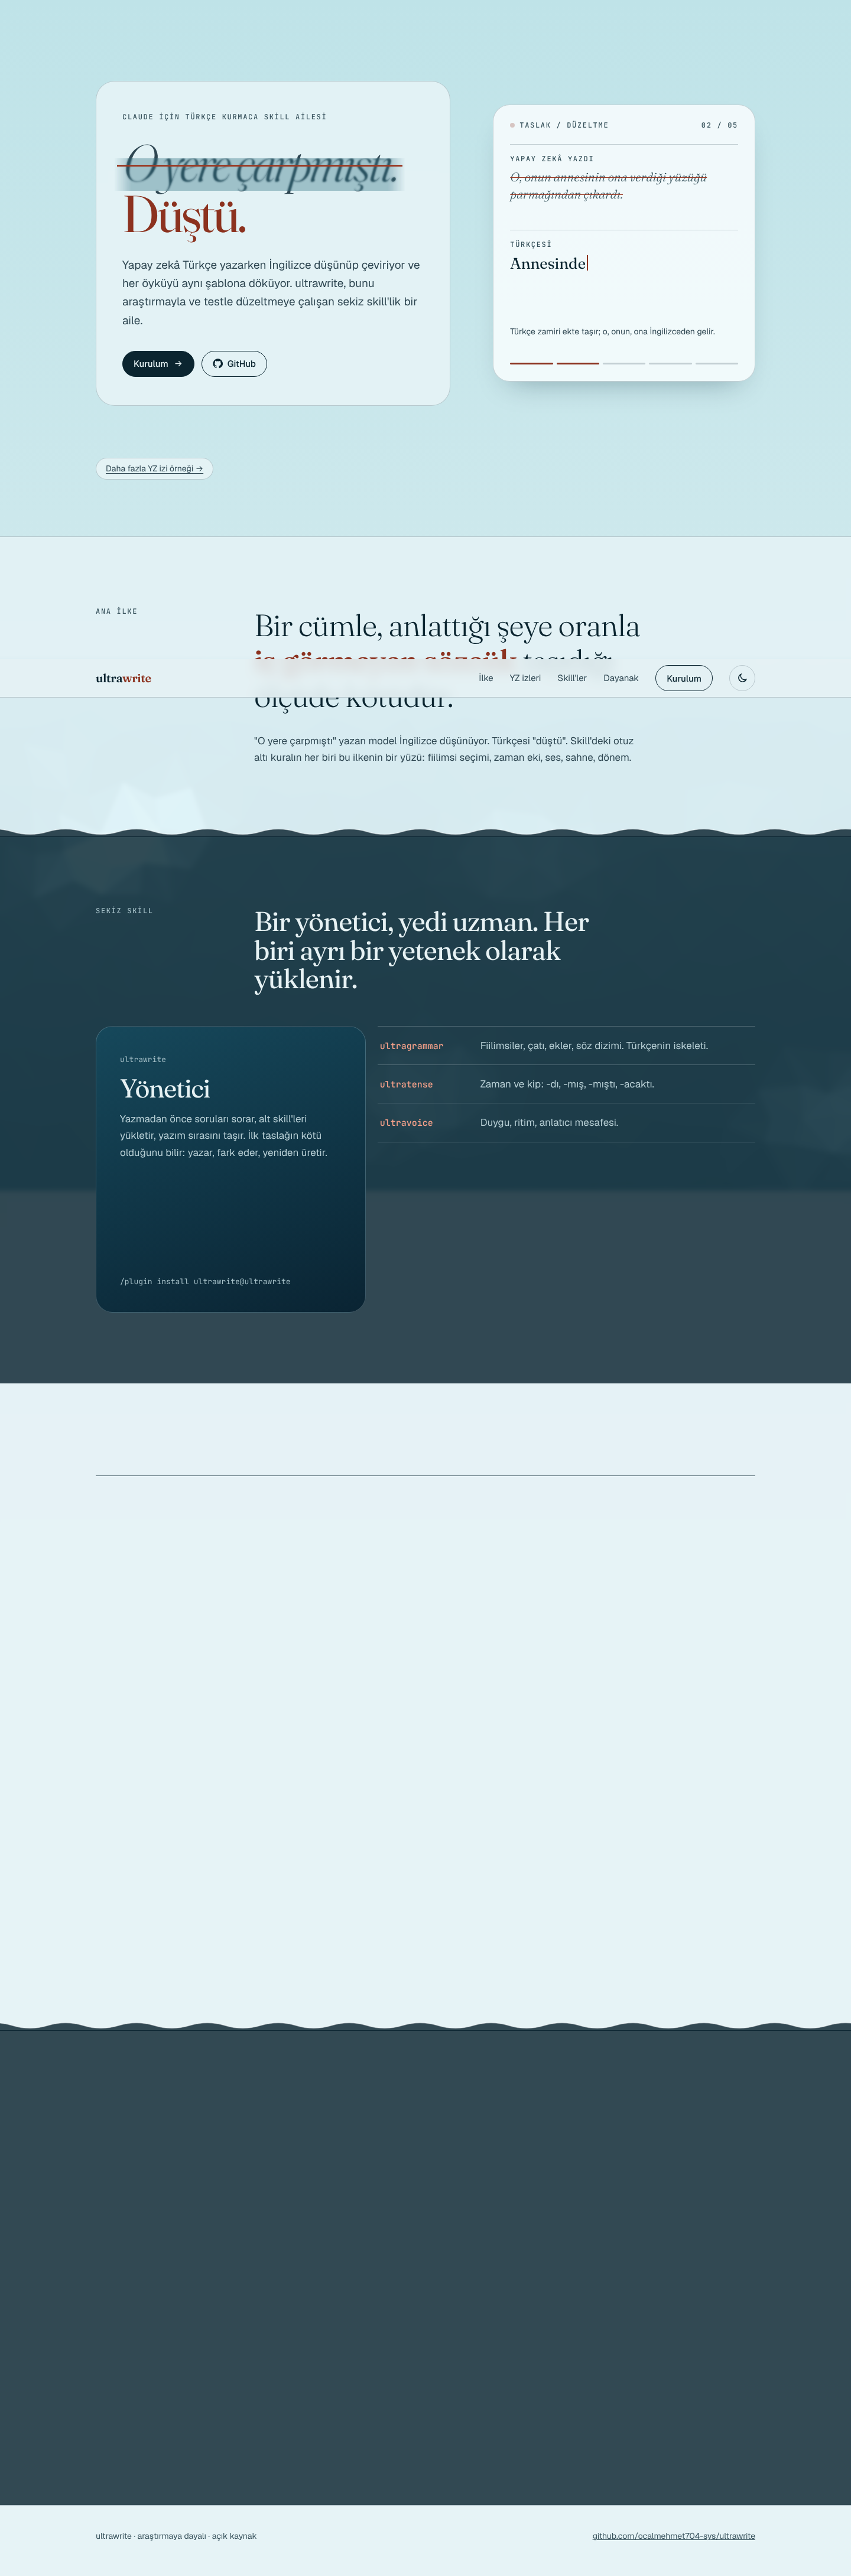 CLAUDE İÇİN TÜRKÇE KURMACA SKİLL AİLESİ
O yere çarpmıştı.
Düştü.
Yapay zekâ Türkçe yazarken İngilizce düşünüp çeviriyor ve
her öyküyü aynı şablona döküyor. ultrawrite, bunu
araştırmayla ve testle düzeltmeye çalışan sekiz skill'lik bir
aile.
Kurulum →
GitHub
TASLAK / DÜZELTME
02 / 05
YAPAY ZEKÂ YAZDI
O, onun annesinin ona verdiği yüzüğü
parmağından çıkardı.
TÜRKÇESİ
Annesinde
Türkçe zamiri ekte taşır; o, onun, ona İngilizceden gelir.
Daha fazla YZ izi örneği →
ANA İLKE
Bir cümle, anlattığı şeye oranla
iş görmeyen sözcük taşıdığı
ölçüde kötüdür.
ultrawrite
İlke
YZ izleri
Skill'ler
Dayanak
Kurulum
"O yere çarpmıştı" yazan model İngilizce düşünüyor. Türkçesi "düştü". Skill'deki otuz
altı kuralın her biri bu ilkenin bir yüzü: fiilimsi seçimi, zaman eki, ses, sahne, dönem.
SEKİZ SKILL
Bir yönetici, yedi uzman. Her
biri ayrı bir yetenek olarak
yüklenir.
ultrawrite
Yönetici
Yazmadan önce soruları sorar, alt skill'leri
yükletir, yazım sırasını taşır. İlk taslağın kötü
olduğunu bilir: yazar, fark eder, yeniden üretir.
/plugin install ultrawrite@ultrawrite
ultragrammar
Fiilimsiler, çatı, ekler, söz dizimi. Türkçenin iskeleti.
ultratense
Zaman ve kip: -dı, -mış, -mıştı, -acaktı.
ultravoice
Duygu, ritim, anlatıcı mesafesi.
ultrawrite · araştırmaya dayalı · açık kaynak
github.com/ocalmehmet704-sys/ultrawrite